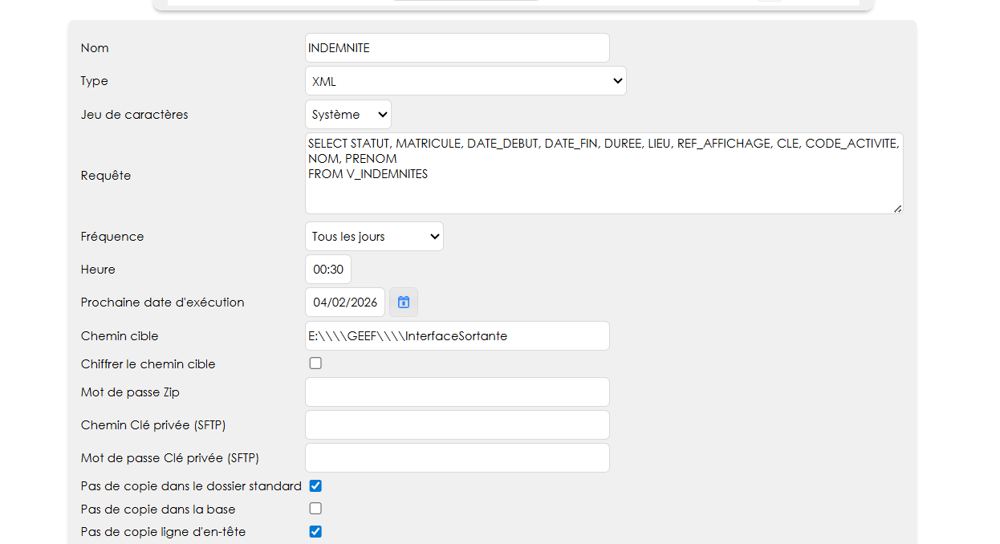 Nom INDEMNITE
Type XML
Jeu de caractères Système
SELECT STATUT, MATRICULE, DATE_DEBUT, DATE_FIN, DUREE, LIEU, REF_AFFICHAGE, CLE, CODE_ACTIVITE,
NOM, PRENOM
Requête
FROM V_INDEMNITES
Fréquence Tous les jours
Heure 00:30
Prochaine date d'exécution 04/02/2026
Chemin cible E:\\\\GEEF\\\\InterfaceSortante
Chiffrer le chemin cible
Mot de passe Zip
Chemin Clé privée (SFTP)
Mot de passe Clé privée (SFTP)
Pas de copie dans le dossier standard
Pas de copie dans la base
Pas de copie ligne d'en-tête